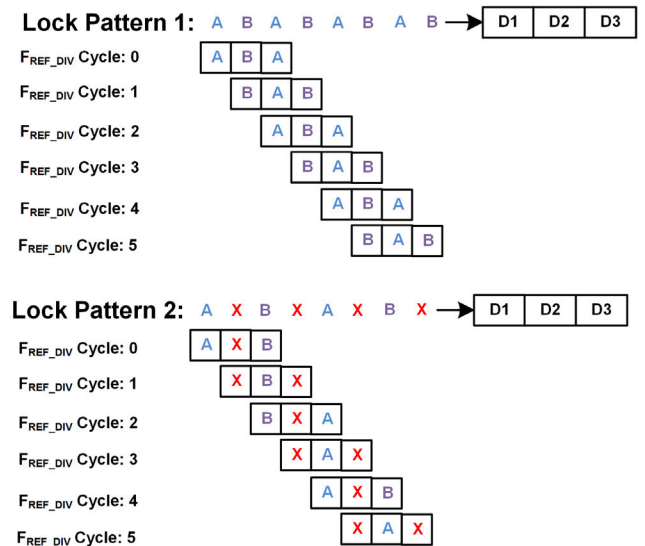 Lock Pattern 1: A B A B A B A B D1 D2 D3
FREF_DIV Cycle: 0 A B A
FREF_DIV Cycle: 1 B A B
FREF_DIV Cycle: 2 A B A
FREF_DIV Cycle: 3 B A B
FREF_DIV Cycle: 4 A B A
FREF_DIV Cycle: 5 B A B
Lock Pattern 2: A X B X A X B X D1 D2 D3
FREF_DIV Cycle: 0 A X B
FREF_DIV Cycle: 1 X B X
FREF_DIV Cycle: 2 B X A
FREF_DIV Cycle: 3 X A X
FREF_DIV Cycle: 4 A X B
FREF_DIV Cycle: 5 X A X